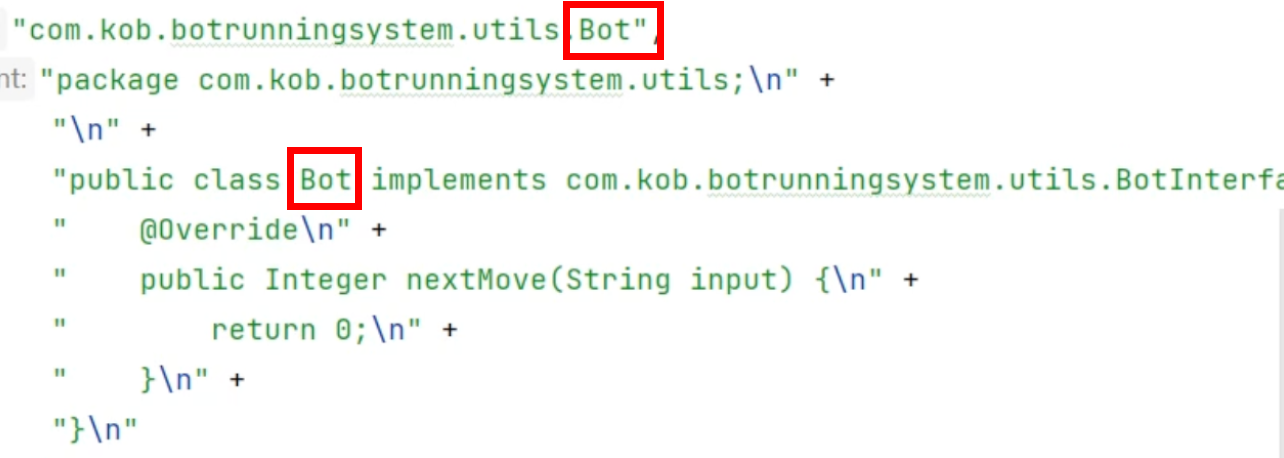 "com.kob.botrunningsystem.utils.Bot",
nt: "package com.kob.botrunningsystem.utils;\n" +
"\n" +
"public class Bot implements com.kob.botrunningsystem.utils.BotInterfa
"    @Override\n" +
"    public Integer nextMove(String input) {\n" +
"        return 0;\n" +
"    }\n" +
"}\n"